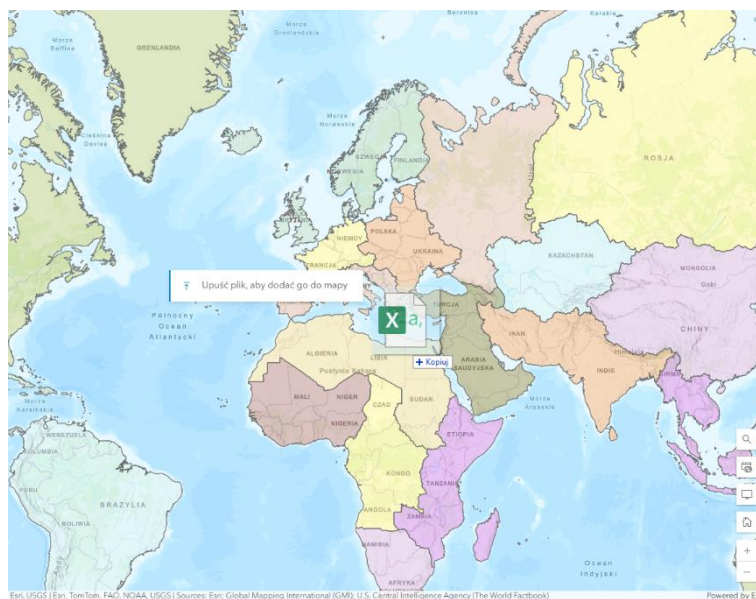 Morze
Baffina
GRENLANDIA
Morze
Grenlandzkie
Barentsa
Karskie
Cieśnina
Davisa
Morze
Norweskie
SZWECJA
NORWEGIA
FINLANDIA
ROSJA
POLSKA
NIEMCY
UKRAINA
FRANCJA
KAZACHSTAN
MONGOLIA
Gobi
Upuść plik, aby dodać go do mapy
TURCJA
X a,
Północny
Ocean
Atlantycki
CHINY
IRAN
Himalaje
ALGIERIA
LIBIA
Pustynia Sahara
+ Kopiuj
ARABIA
SAUDYJSKA
INDIE
BIRMA
MALI
NIGER
CZAD
SUDAN
Morze
Arabskie
Morze
Karaibskie
NIGERIA
ETIOPIA
WENEZUELA
KOLUMBIA
KONGO
TANZANIA
PERU
BRAZYLIA
ANGOLA
ZAMBIA
BOLIWIA
NAMIBIA
Ocean
Indyjski
AFRYKA
Esri, USGS | Esri, TomTom, FAO, NOAA, USGS | Sources: Esri; Global Mapping International (GMI); U.S. Central Intelligence Agency (The World Factbook)
Powered by E